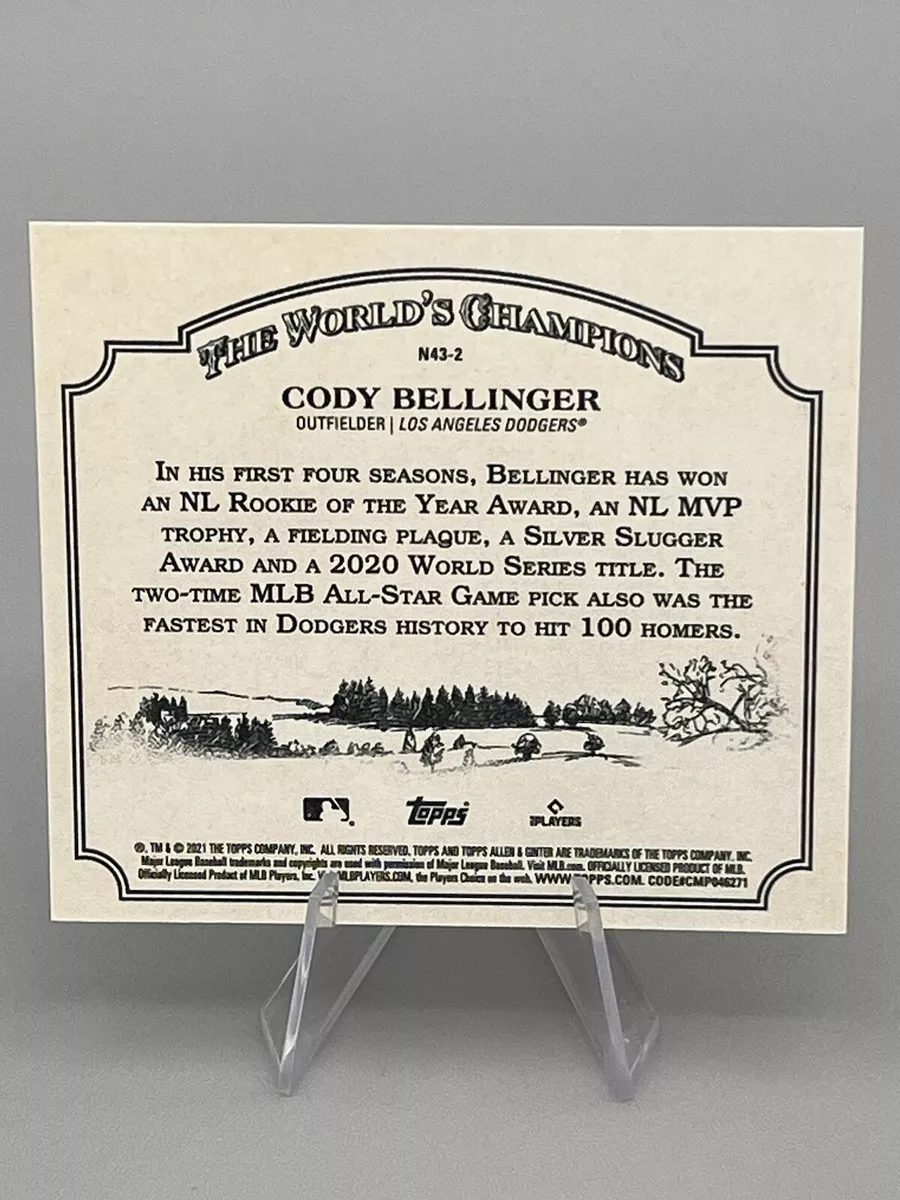 THE WORLD'S CHAMPIONS
N43-2
CODY BELLINGER
OUTFIELDER | LOS ANGELES DODGERS®
IN HIS FIRST FOUR SEASONS, BELLINGER HAS WON
AN NL ROOKIE OF THE YEAR AWARD, AN NL MVP
TROPHY, A FIELDING PLAQUE, A SILVER SLUGGER
AWARD AND A 2020 WORLD SERIES TITLE. THE
TWO-TIME MLB ALL-STAR GAME PICK ALSO WAS THE
FASTEST IN DODGERS HISTORY TO HIT 100 HOMERS.
topps
PLAYERS
®, TM & © 2021 THE TOPPS COMPANY, INC. ALL RIGHTS RESERVED. TOPPS AND TOPPS ALLEN & GINTER ARE TRADEMARKS OF THE TOPPS COMPANY, INC.
Major League Baseball trademarks and copyrights are used with permission of Major League Baseball. Visit MLB.com. OFFICIALLY LICENSED PRODUCT OF MLB.
Officially Licensed Product of MLB Players, Inc. MLBPLAYERS.COM, the Players Choice on the web. WWW.TOPPS.COM. CODE#CMP046271